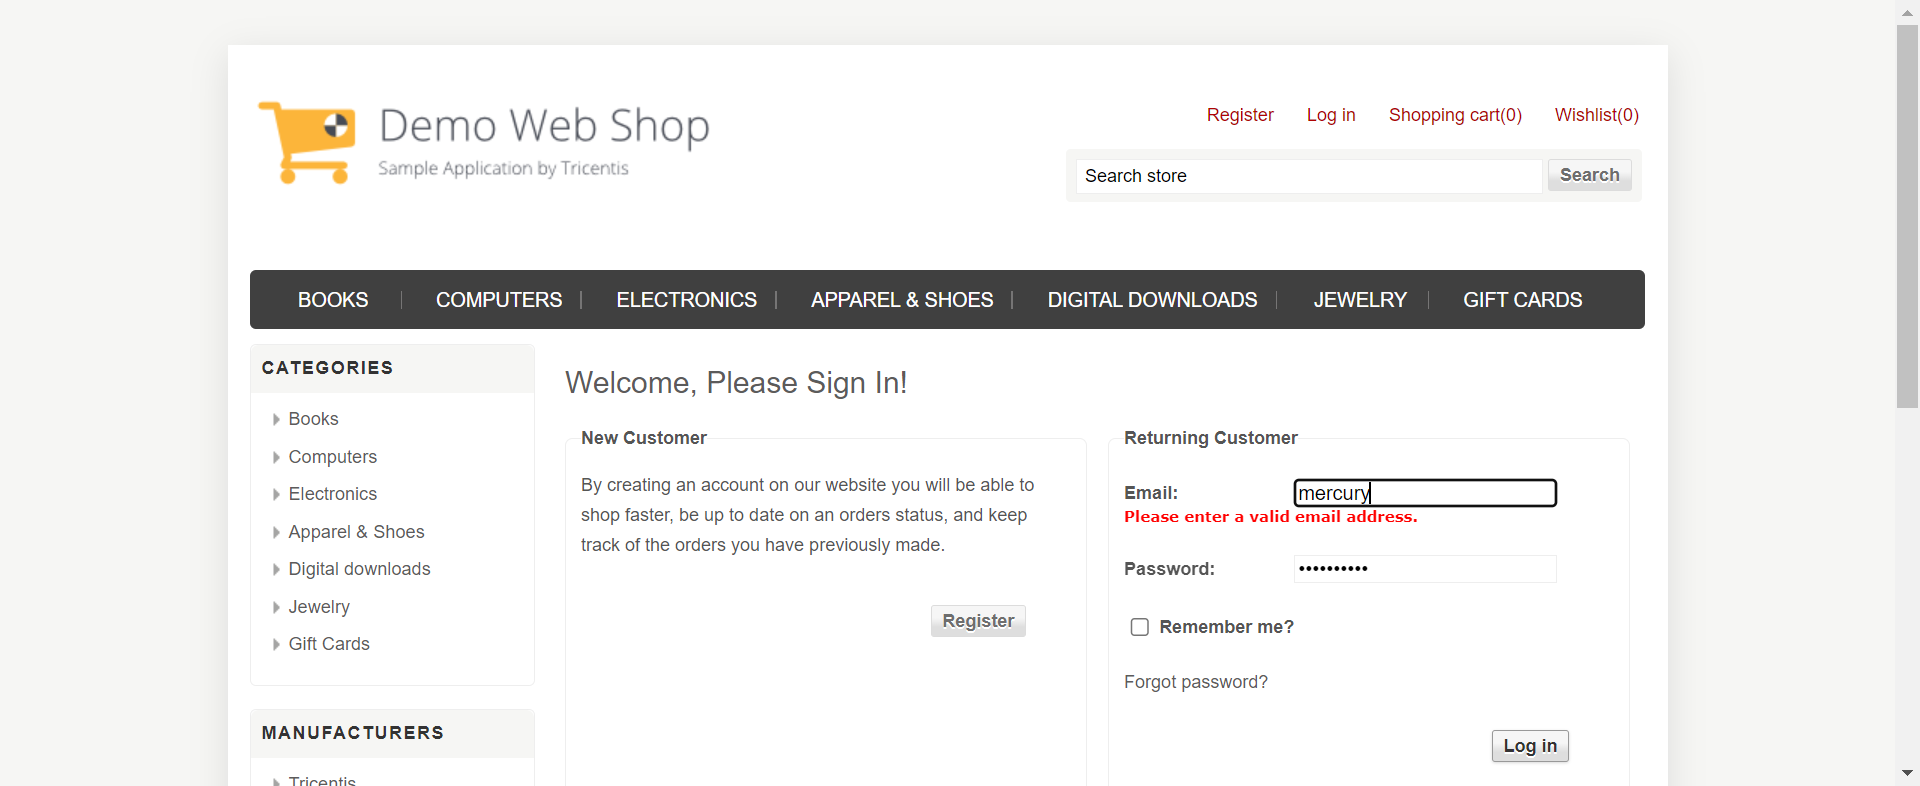 Demo Web Shop
Sample Application by Tricentis
Register Log in Shopping cart(0) Wishlist(0)
Search store Search
BOOKS COMPUTERS ELECTRONICS APPAREL & SHOES DIGITAL DOWNLOADS JEWELRY GIFT CARDS
CATEGORIES
Books
Computers
Electronics
Apparel & Shoes
Digital downloads
Jewelry
Gift Cards
MANUFACTURERS
Tricentis
Welcome, Please Sign In!
New Customer
By creating an account on our website you will be able to
shop faster, be up to date on an orders status, and keep
track of the orders you have previously made.
Register
Returning Customer
Email: mercury
Please enter a valid email address.
Password: ••••••••••
Remember me?
Forgot password?
Log in